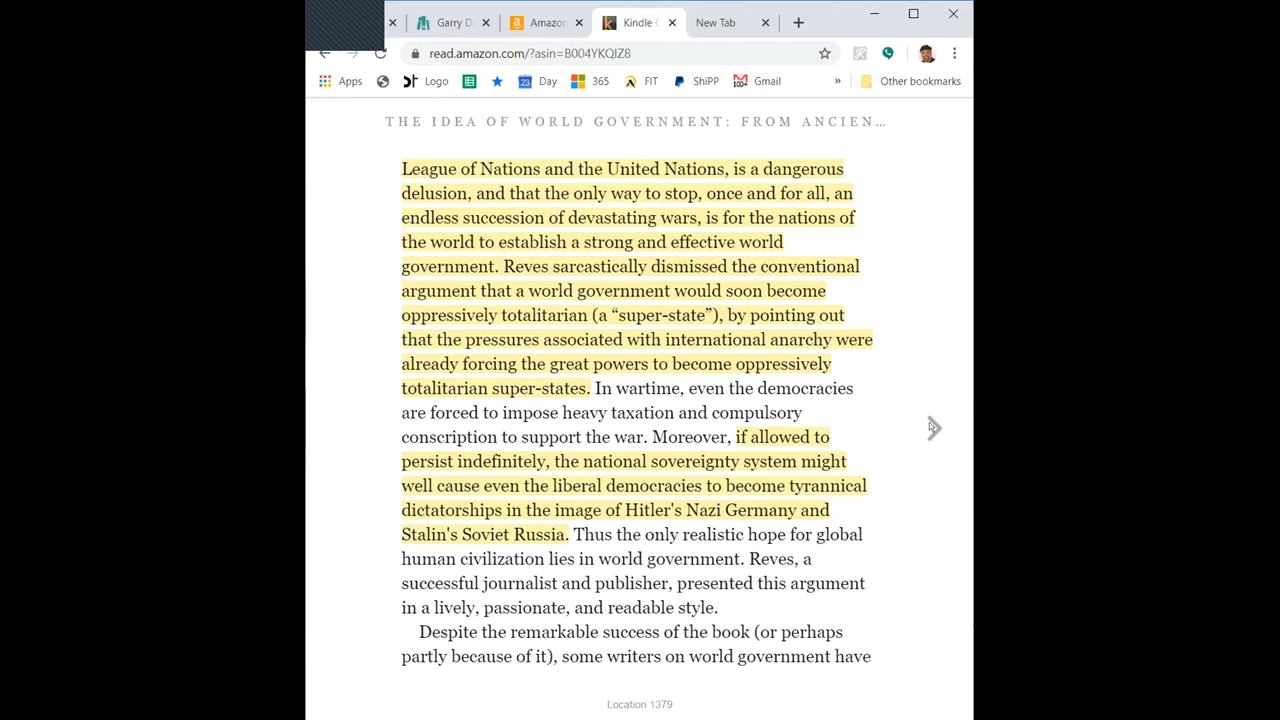 Garry D
Amazon
Kindle C
New Tab
read.amazon.com/?asin=B004YKQIZ8
Apps
Logo
23 Day
365
FIT
ShiPP
100+ Gmail
»
Other bookmarks
THE IDEA OF WORLD GOVERNMENT: FROM ANCIEN…
League of Nations and the United Nations, is a dangerous
delusion, and that the only way to stop, once and for all, an
endless succession of devastating wars, is for the nations of
the world to establish a strong and effective world
government. Reves sarcastically dismissed the conventional
argument that a world government would soon become
oppressively totalitarian (a “super-state”), by pointing out
that the pressures associated with international anarchy were
already forcing the great powers to become oppressively
totalitarian super-states. In wartime, even the democracies
are forced to impose heavy taxation and compulsory
conscription to support the war. Moreover, if allowed to
persist indefinitely, the national sovereignty system might
well cause even the liberal democracies to become tyrannical
dictatorships in the image of Hitler's Nazi Germany and
Stalin's Soviet Russia. Thus the only realistic hope for global
human civilization lies in world government. Reves, a
successful journalist and publisher, presented this argument
in a lively, passionate, and readable style.
Despite the remarkable success of the book (or perhaps
partly because of it), some writers on world government have
Location 1379